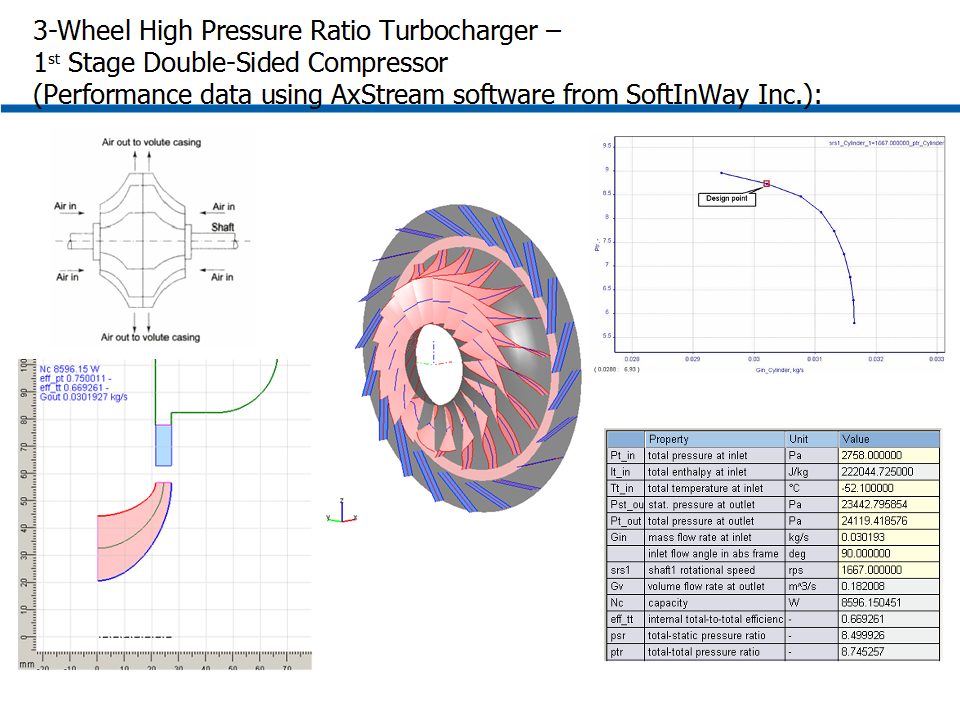 3-Wheel High Pressure Ratio Turbocharger –
1st Stage Double-Sided Compressor
(Performance data using AxStream software from SoftInWay Inc.):
Air out to volute casing
Air in
Air in
Shaft
Air in
Air in
Air out to volute casing
9.5
9
8.5
8
7.5
7
6.5
6
5.5
Ptr, -
srs1_Cylinder_1=1667.000000_ptr_Cylinder
Design point
0.028
0.029
0.03
0.031
0.032
0.033
( 0.0288 : 6.93 )
Gin_Cylinder, kg/s
Nc 8596.15 W
eff_pt 0.750011 -
eff_tt 0.669261 -
Gout 0.0301927 kg/s
100
90
80
70
60
50
40
30
20
10
0
mm
-20
-10
0
10
20
30
40
50
60
70
z
y
x
Property Unit Value
Pt_in total pressure at inlet Pa 2758.000000
It_in total enthalpy at inlet J/kg 222044.725000
Tt_in total temperature at inlet °C -52.100000
Pst_ou stat. pressure at outlet Pa 23442.795854
Pt_out total pressure at outlet Pa 24119.418576
Gin mass flow rate at inlet kg/s 0.030193
inlet flow angle in abs frame deg 90.000000
srs1 shaft1 rotational speed rps 1667.000000
Gv volume flow rate at outlet m^3/s 0.182008
Nc capacity W 8596.150451
eff_tt internal total-to-total efficienc - 0.669261
psr total-static pressure ratio - 8.499926
ptr total-total pressure ratio - 8.745257